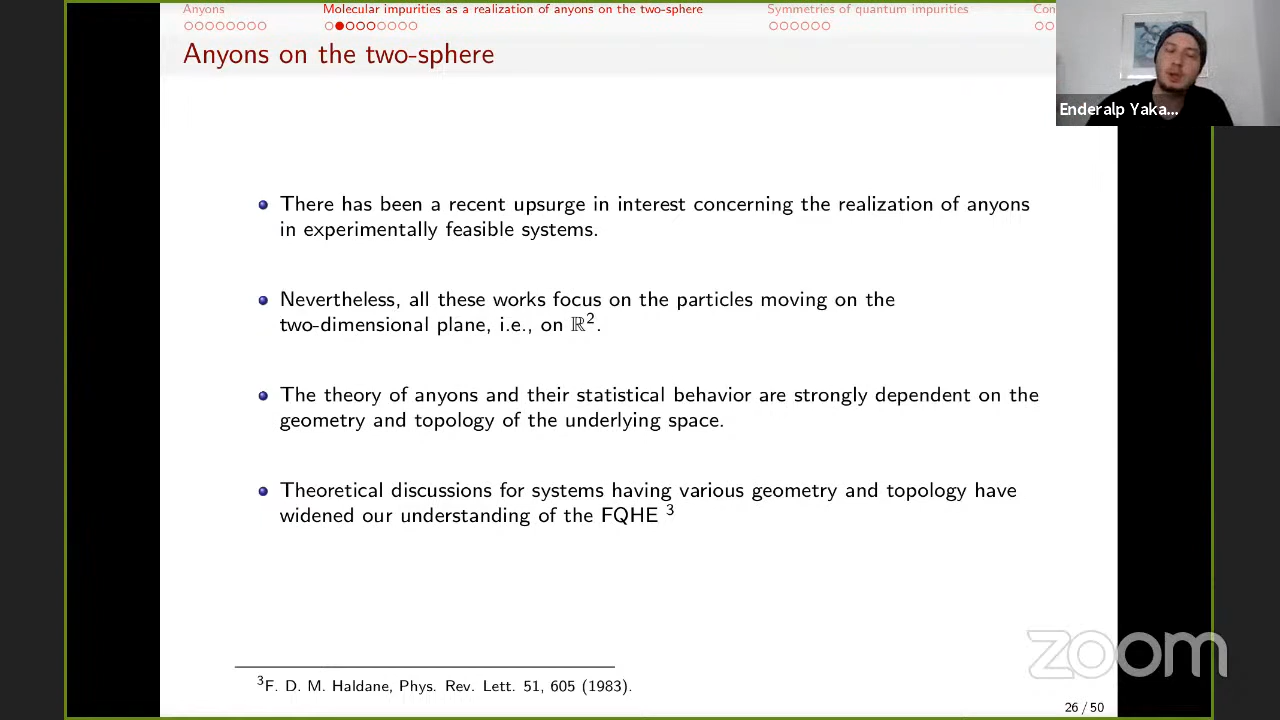 Anyons
Molecular impurities as a realization of anyons on the two-sphere
Symmetries of quantum impurities
Con
Anyons on the two-sphere
Enderalp Yaka...
There has been a recent upsurge in interest concerning the realization of anyons
in experimentally feasible systems.
Nevertheless, all these works focus on the particles moving on the
two-dimensional plane, i.e., on ℝ².
The theory of anyons and their statistical behavior are strongly dependent on the
geometry and topology of the underlying space.
Theoretical discussions for systems having various geometry and topology have
widened our understanding of the FQHE ³
³F. D. M. Haldane, Phys. Rev. Lett. 51, 605 (1983).
zoom
26 / 50